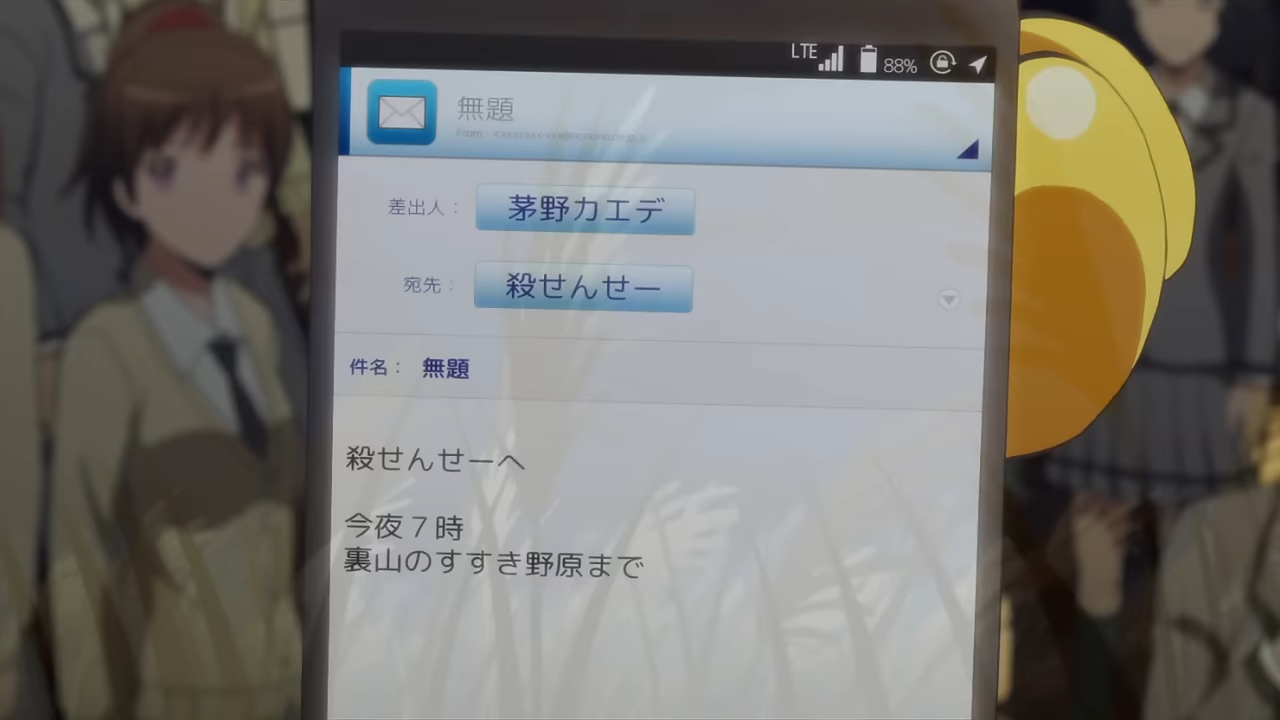 LTE 88%
無題
差出人： 茅野カエデ
宛先： 殺せんせー
件名： 無題
殺せんせーへ
今夜７時
裏山のすすき野原まで